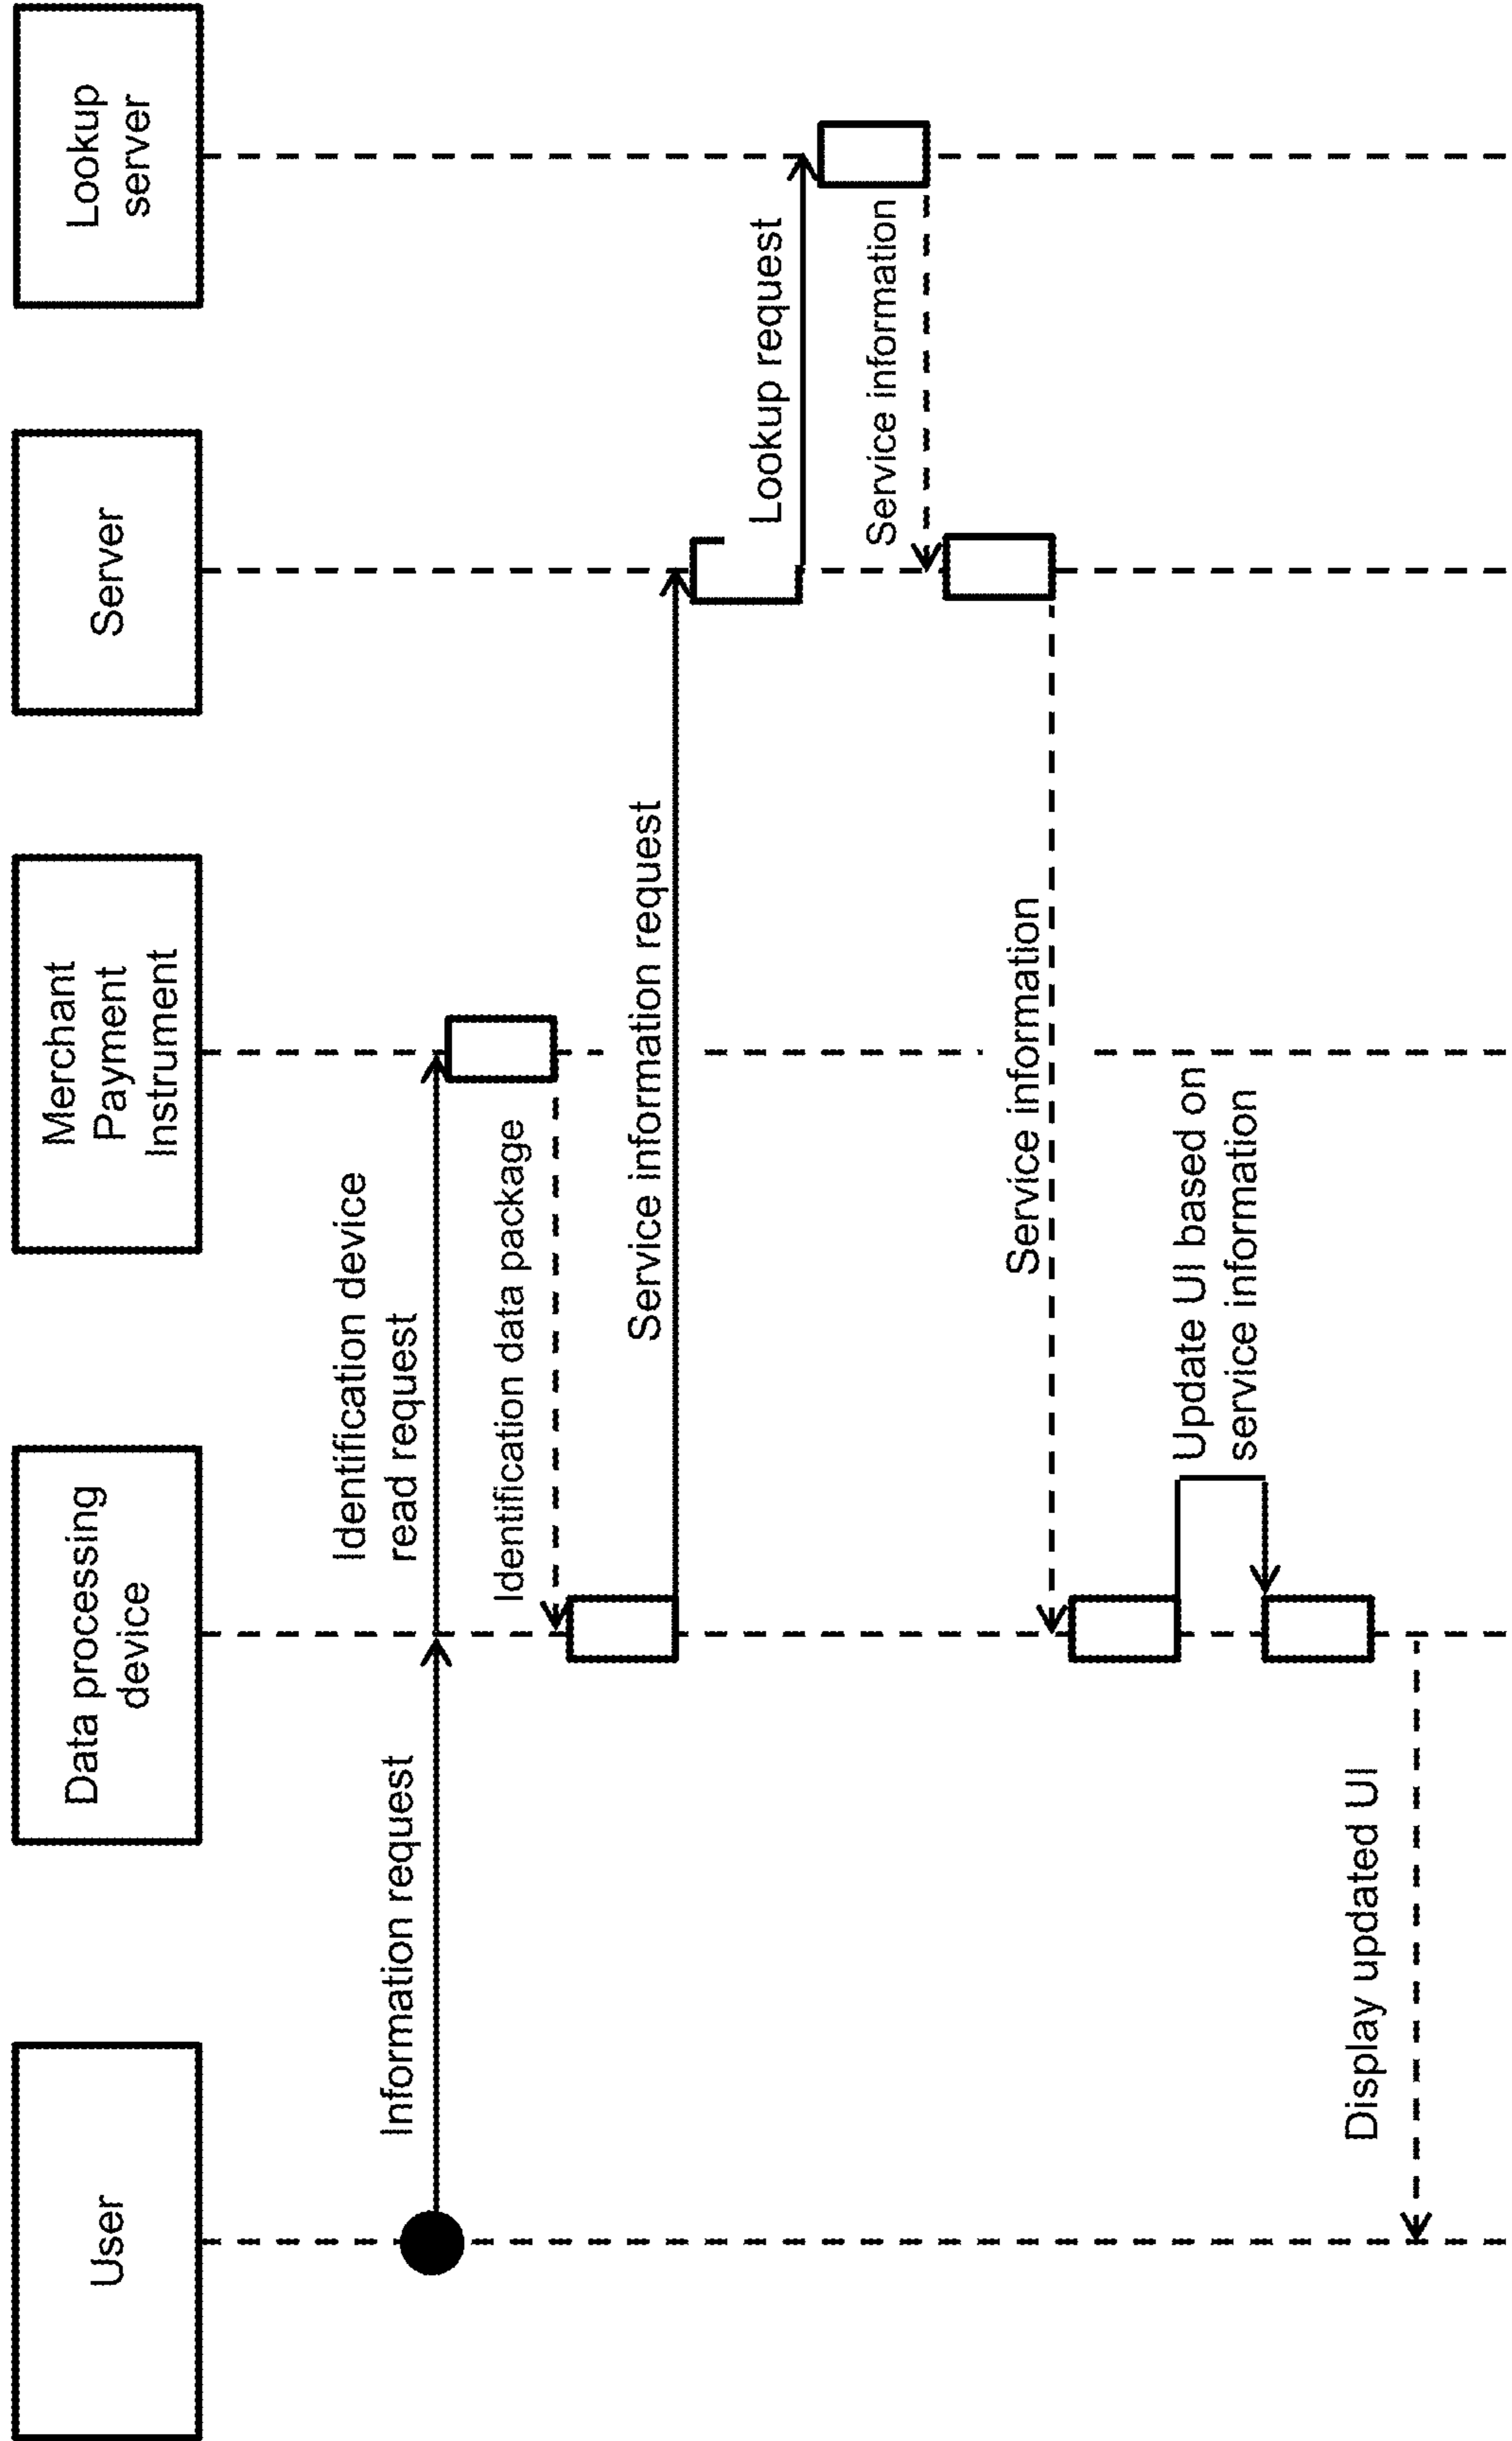 User
Data processing
device
Merchant
Payment
Instrument
Server
Lookup
server
Information request
Identification device
read request
Identification data package
Service information request
Lookup request
Service information
Service information
Update UI based on
service information
Display updated UI